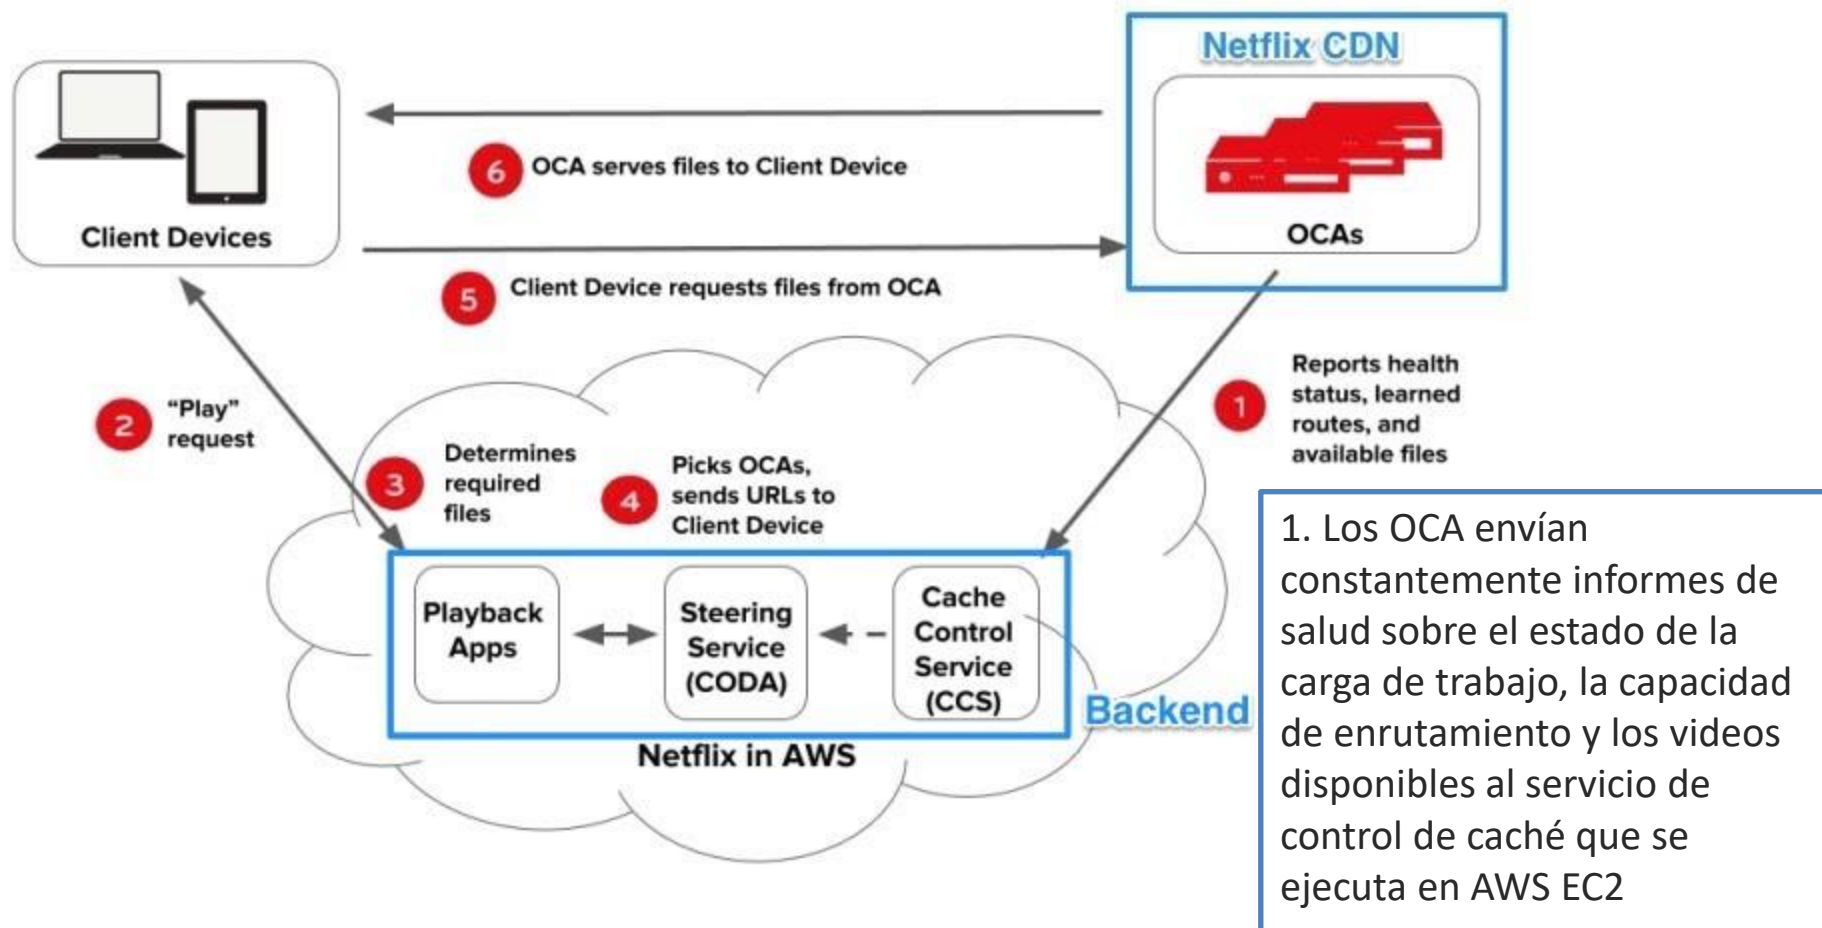 Netflix CDN
OCAs
Client Devices
6 OCA serves files to Client Device
5 Client Device requests files from OCA
1 Reports health
status, learned
routes, and
available files
2 "Play"
request
3 Determines
required
files
4 Picks OCAs,
sends URLs to
Client Device
Playback
Apps
Steering
Service
(CODA)
Cache
Control
Service
(CCS)
Backend
Netflix in AWS
1. Los OCA envían
constantemente informes de
salud sobre el estado de la
carga de trabajo, la capacidad
de enrutamiento y los videos
disponibles al servicio de
control de caché que se
ejecuta en AWS EC2